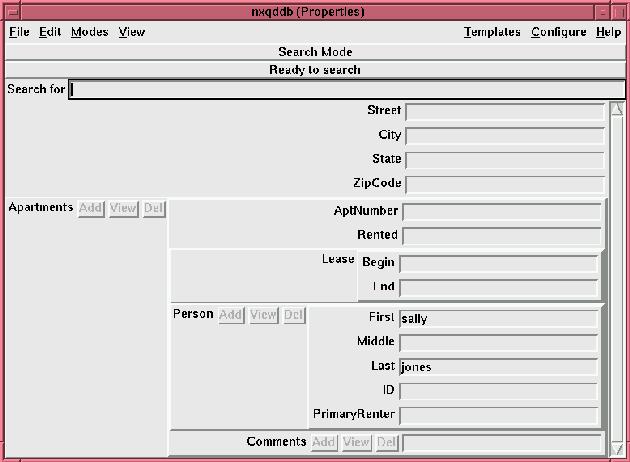 nxqddb (Properties)
File Edit Modes View Templates Configure Help
Search Mode
Ready to search
Search for
Street
City
State
ZipCode
Apartments Add View Del AptNumber
Rented
Lease Begin
End
Person Add View Del First sally
Middle
Last jones
ID
PrimaryRenter
Comments Add View Del